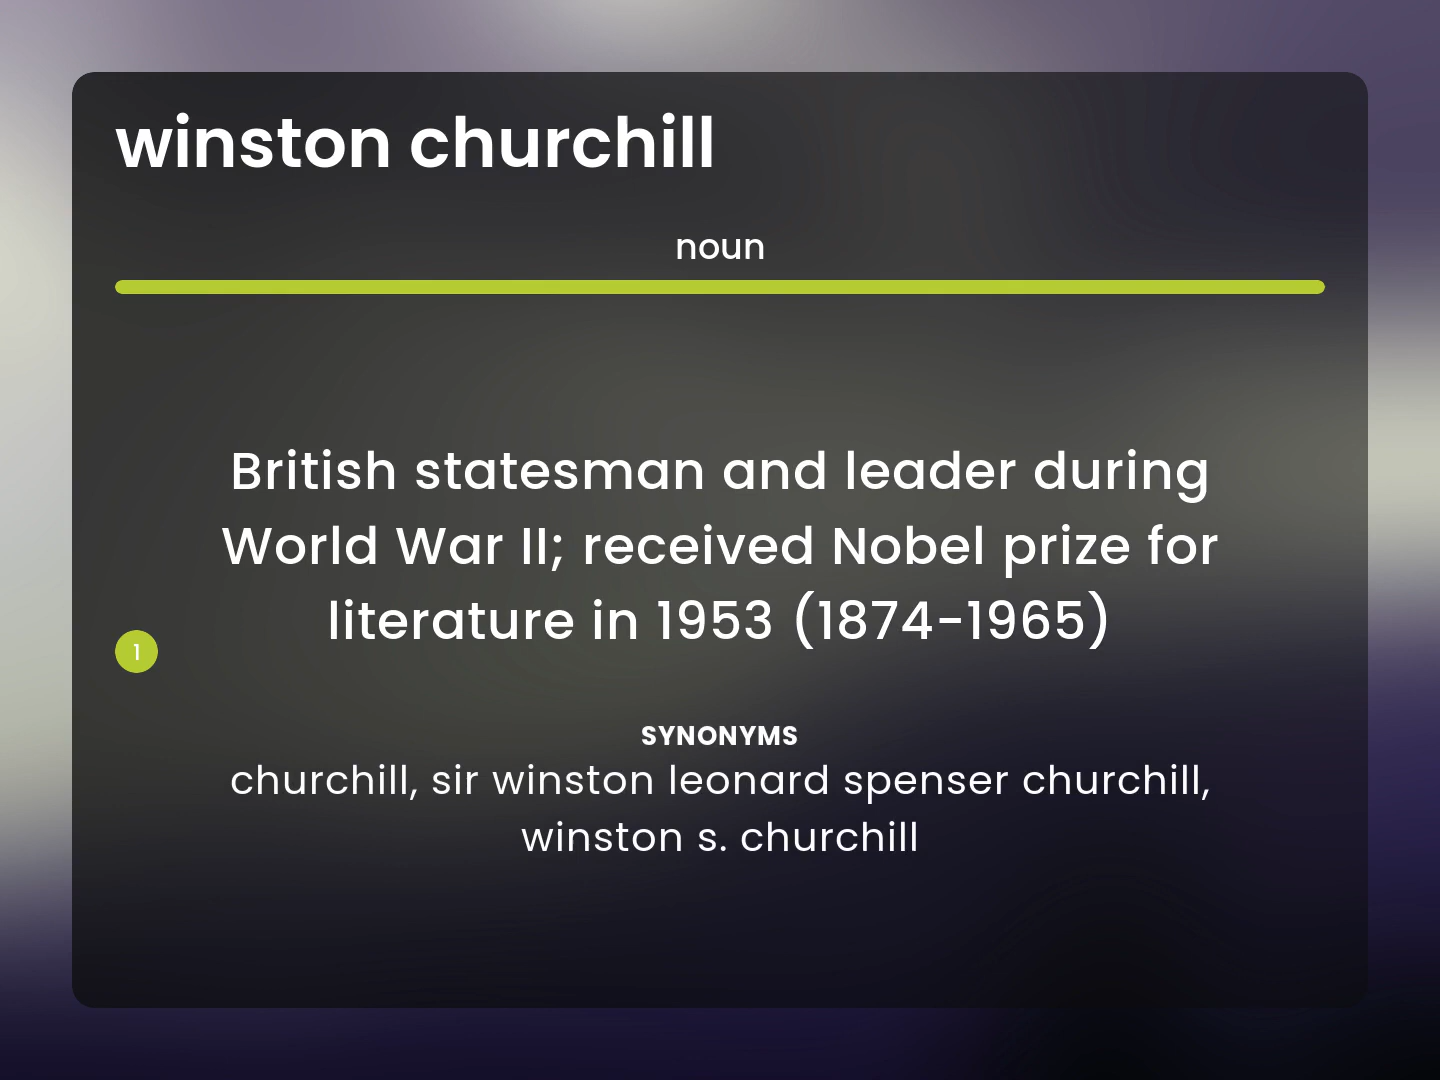 winston churchill
noun
British statesman and leader during
World War II; received Nobel prize for
literature in 1953 (1874-1965)
1
SYNONYMS
churchill, sir winston leonard spenser churchill,
winston s. churchill